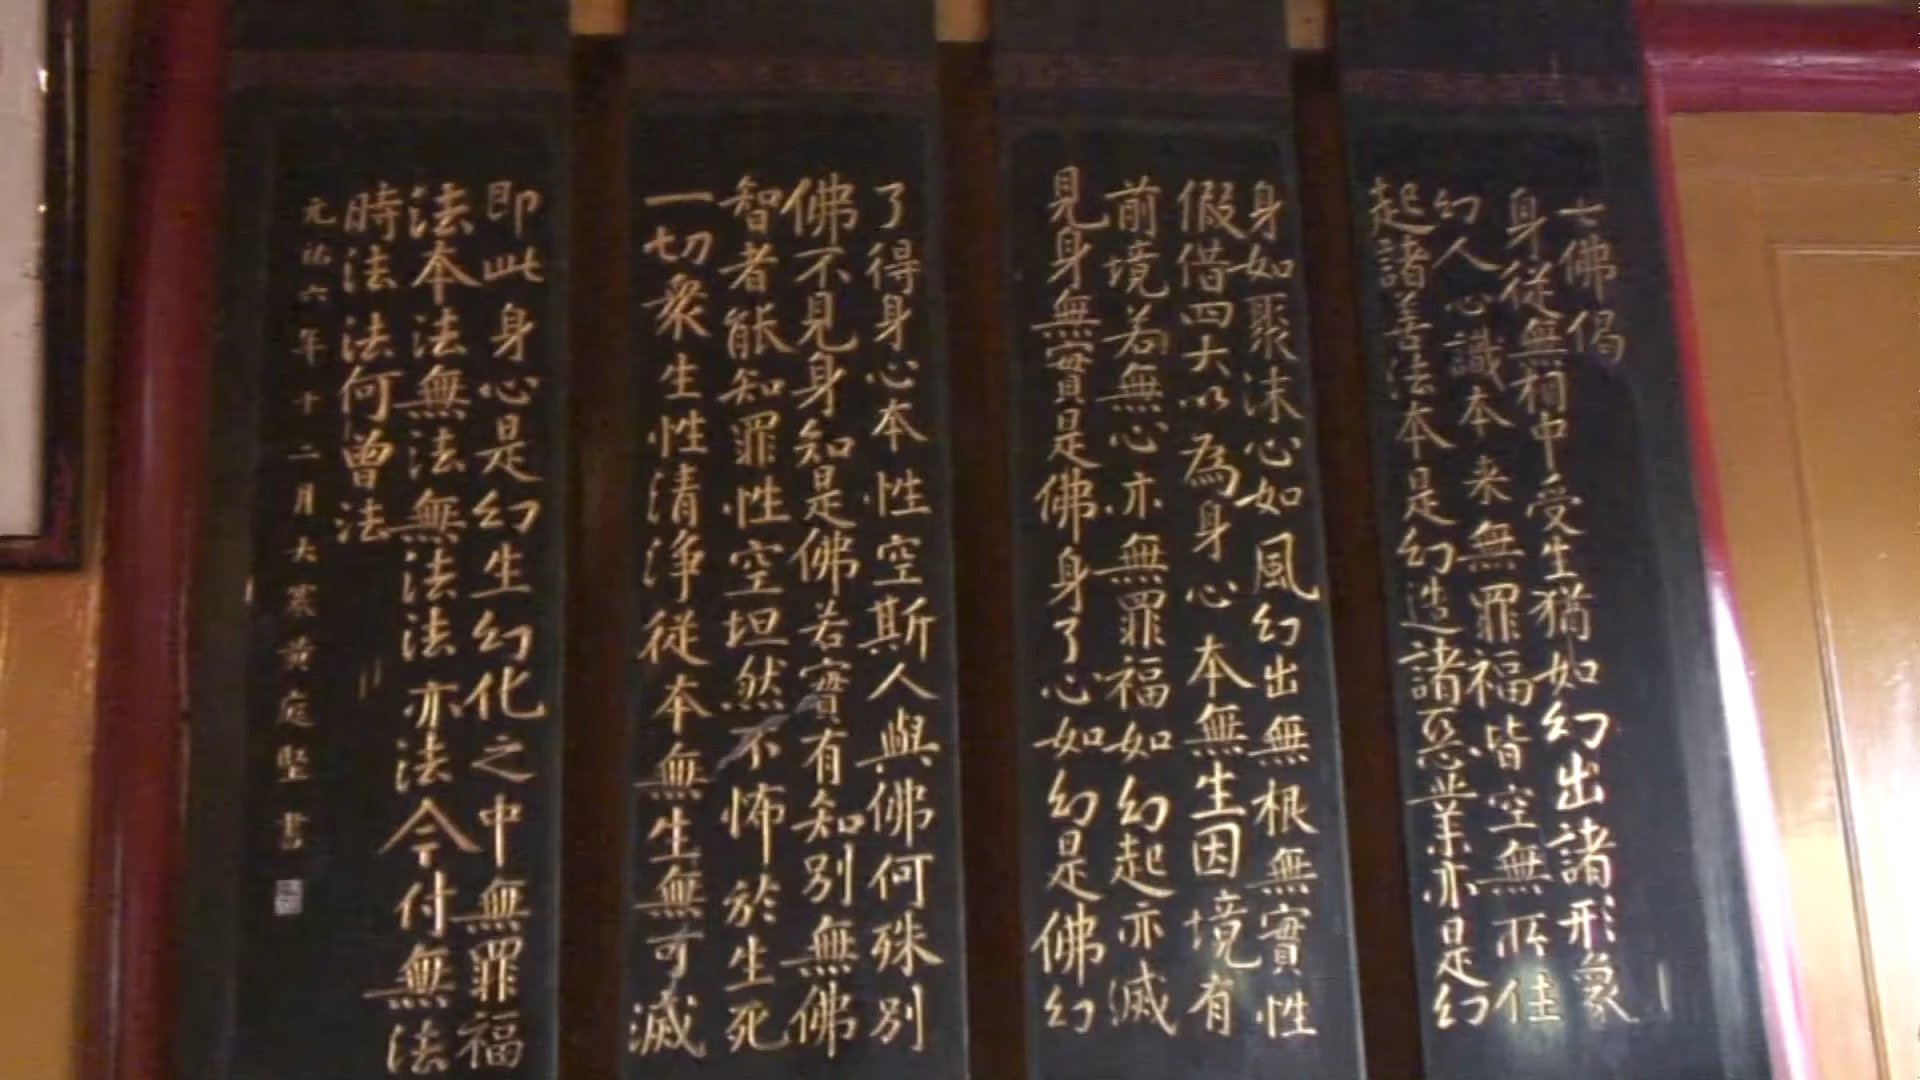 七佛偈
身從無相中受生猶如幻出諸形象
幻人心識本来無罪福皆空無所住
起諸善法本是幻造諸惡業亦是幻
身如聚沫心如風幻出無根無實性
假借四大以為身心本無生因境有
前境若無心亦無罪福如幻起亦滅
見身無實是佛身了心如幻是佛幻
了得身心本性空斯人與佛何殊別
佛不見身知是佛若實有知別無佛
智者能知罪性空坦然不怖於生死
一切衆生性清淨從本無生無可滅
即此身心是幻生幻化之中無罪福
法本法無法無法法亦法今付無法
時法法何曾法
元祐六年十二月大寒黃庭堅書